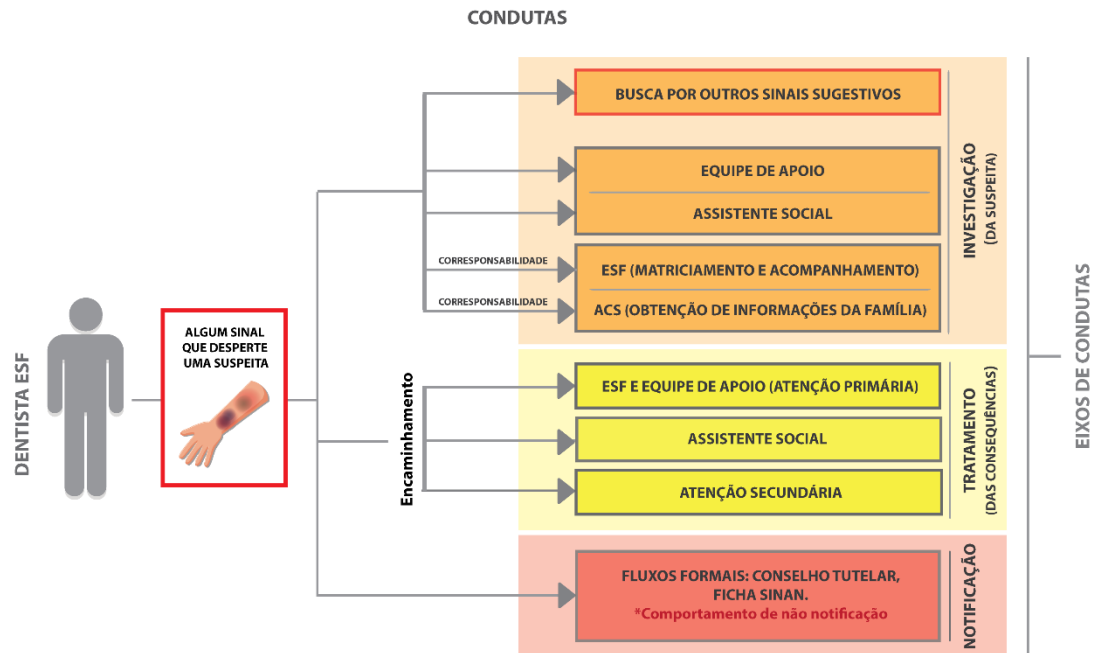 CONDUTAS
DENTISTA ESF
ALGUM SINAL
QUE DESPERTE
UMA SUSPEITA
BUSCA POR OUTROS SINAIS SUGESTIVOS
EQUIPE DE APOIO
ASSISTENTE SOCIAL
CORRESPONSABILIDADE
ESF (MATRICIAMENTO E ACOMPANHAMENTO)
CORRESPONSABILIDADE
ACS (OBTENÇÃO DE INFORMAÇÕES DA FAMÍLIA)
INVESTIGAÇÃO
(DA SUSPEITA)
Encaminhamento
ESF E EQUIPE DE APOIO (ATENÇÃO PRIMÁRIA)
ASSISTENTE SOCIAL
ATENÇÃO SECUNDÁRIA
TRATAMENTO
(DAS CONSEQUÊNCIAS)
FLUXOS FORMAIS: CONSELHO TUTELAR,
FICHA SINAN.
*Comportamento de não notificação
NOTIFICAÇÃO
EIXOS DE CONDUTAS